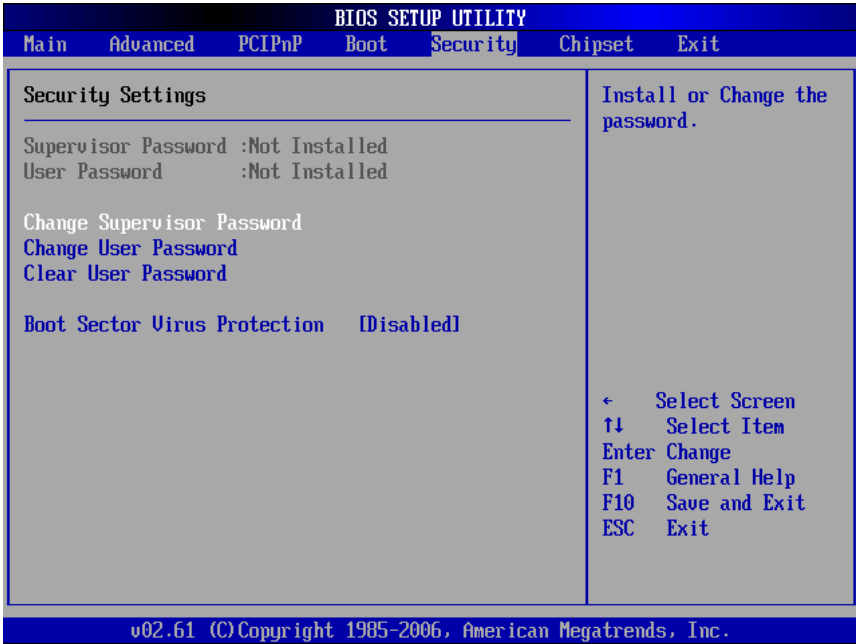 BIOS SETUP UTILITY
Main Advanced PCIPnP Boot Security Chipset Exit
Security Settings
Supervisor Password :Not Installed
User Password :Not Installed
Change Supervisor Password
Change User Password
Clear User Password
Boot Sector Virus Protection [Disabled]
Install or Change the
password.
← Select Screen
↑↓ Select Item
Enter Change
F1 General Help
F10 Save and Exit
ESC Exit
v02.61 (C)Copyright 1985-2006, American Megatrends, Inc.